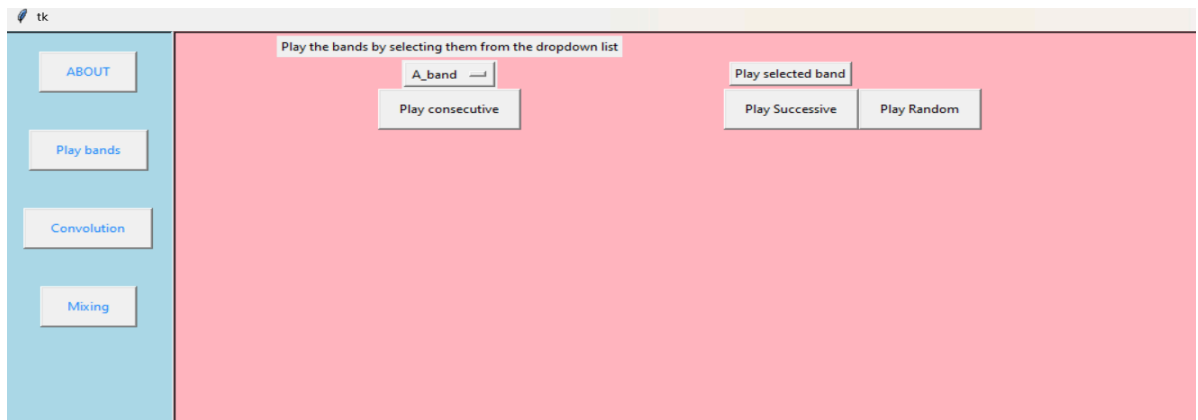 tk
ABOUT
Play bands
Convolution
Mixing
Play the bands by selecting them from the dropdown list
A_band
Play selected band
Play consecutive
Play Successive
Play Random